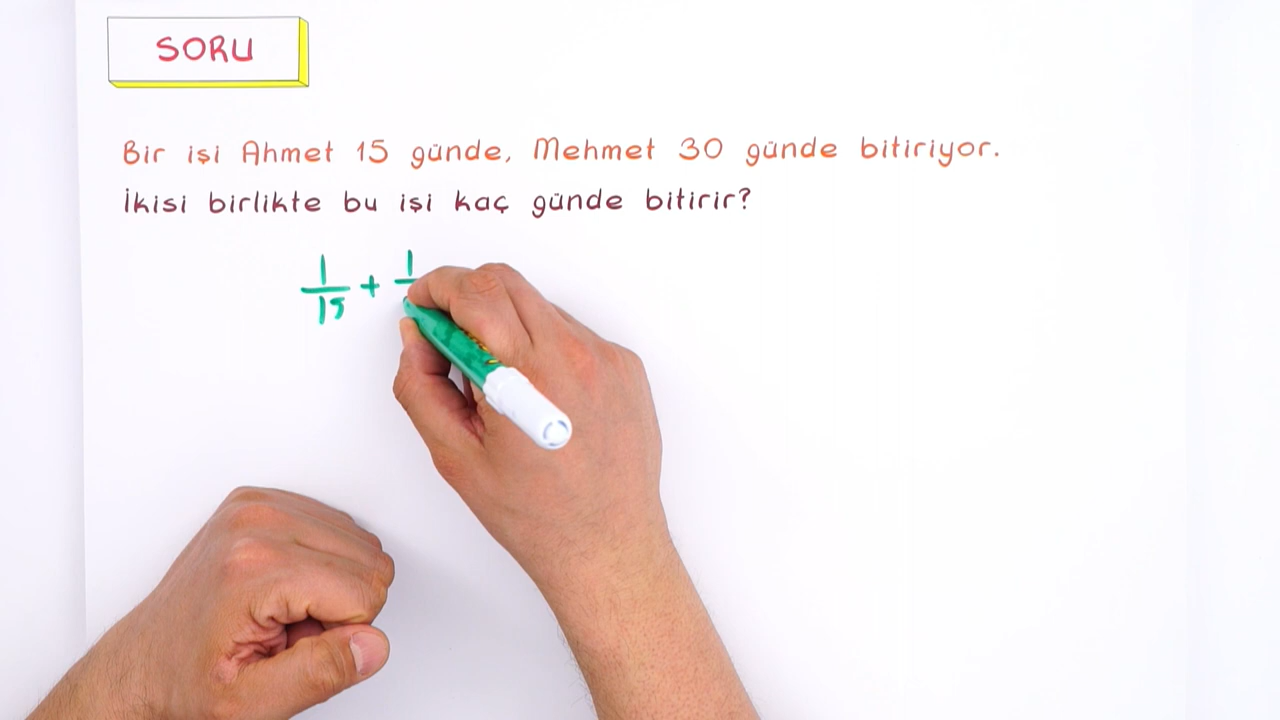 SORU
Bir işi Ahmet 15 günde, Mehmet 30 günde bitiriyor.
İkisi birlikte bu işi kaç günde bitirir?
1/15 + 1/